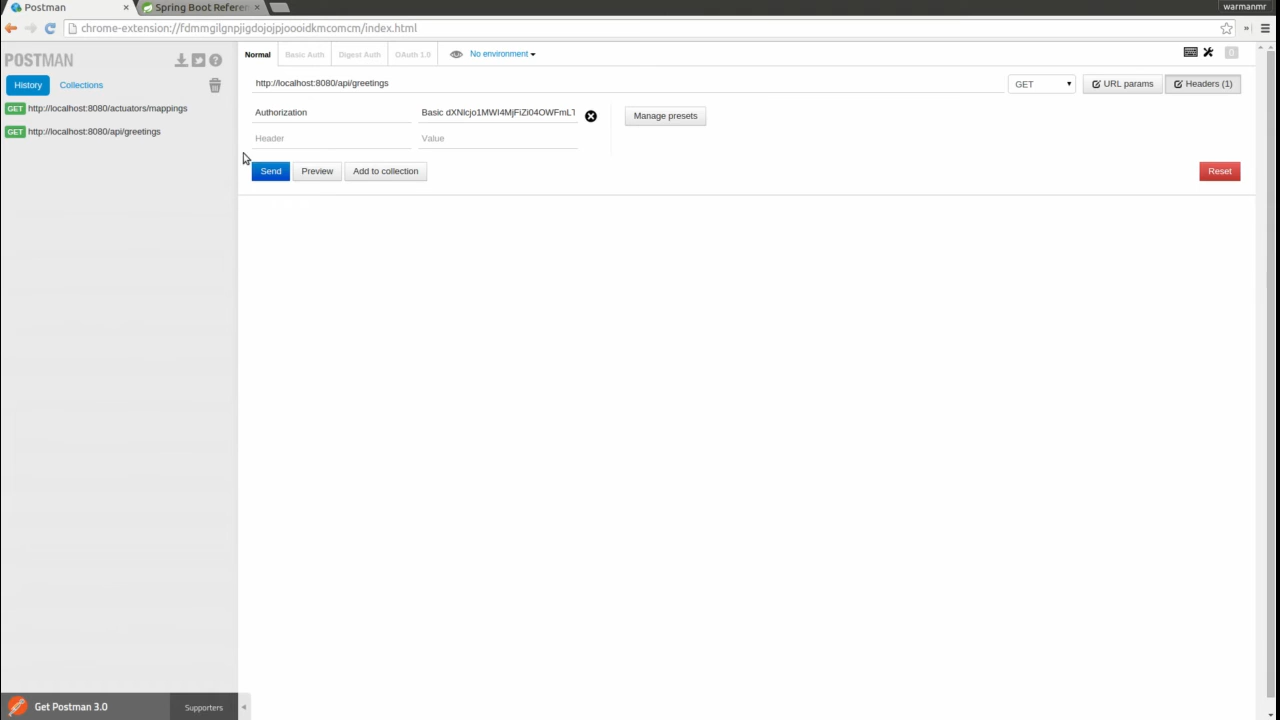 Postman
Spring Boot Refere
warmanmr
chrome-extension://fdmmgilgnpjigdojojpjoooidkmcomcm/index.html
POSTMAN
History
Collections
GET http://localhost:8080/actuators/mappings
GET http://localhost:8080/api/greetings
Normal
Basic Auth
Digest Auth
OAuth 1.0
No environment
http://localhost:8080/api/greetings
GET
URL params
Headers (1)
Authorization
Manage presets
Basic
Header
Value
Send
Preview
Add to collection
Reset
Get Postman 3.0
Supporters